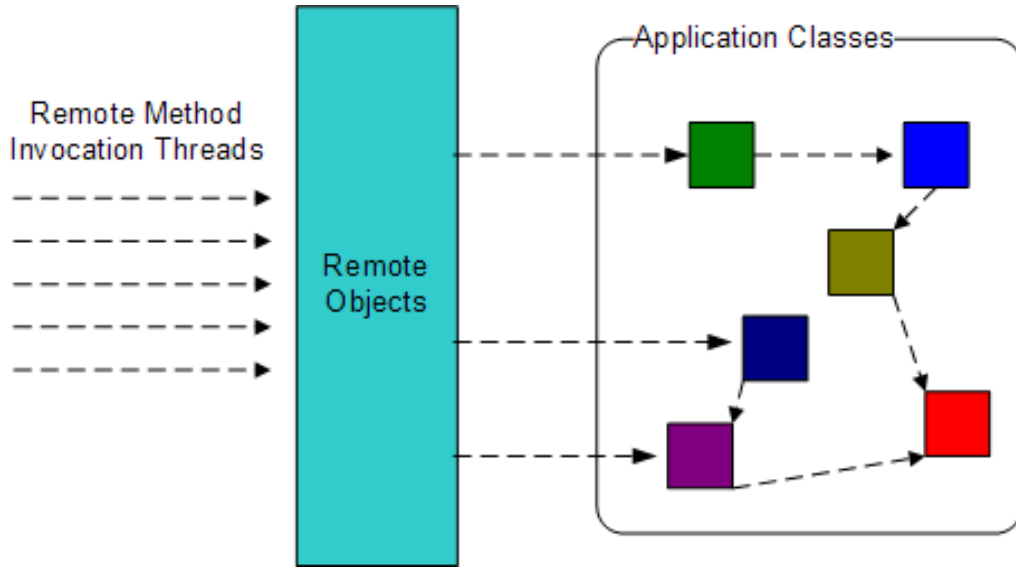 Application Classes
Remote Method
Invocation Threads
Remote
Objects